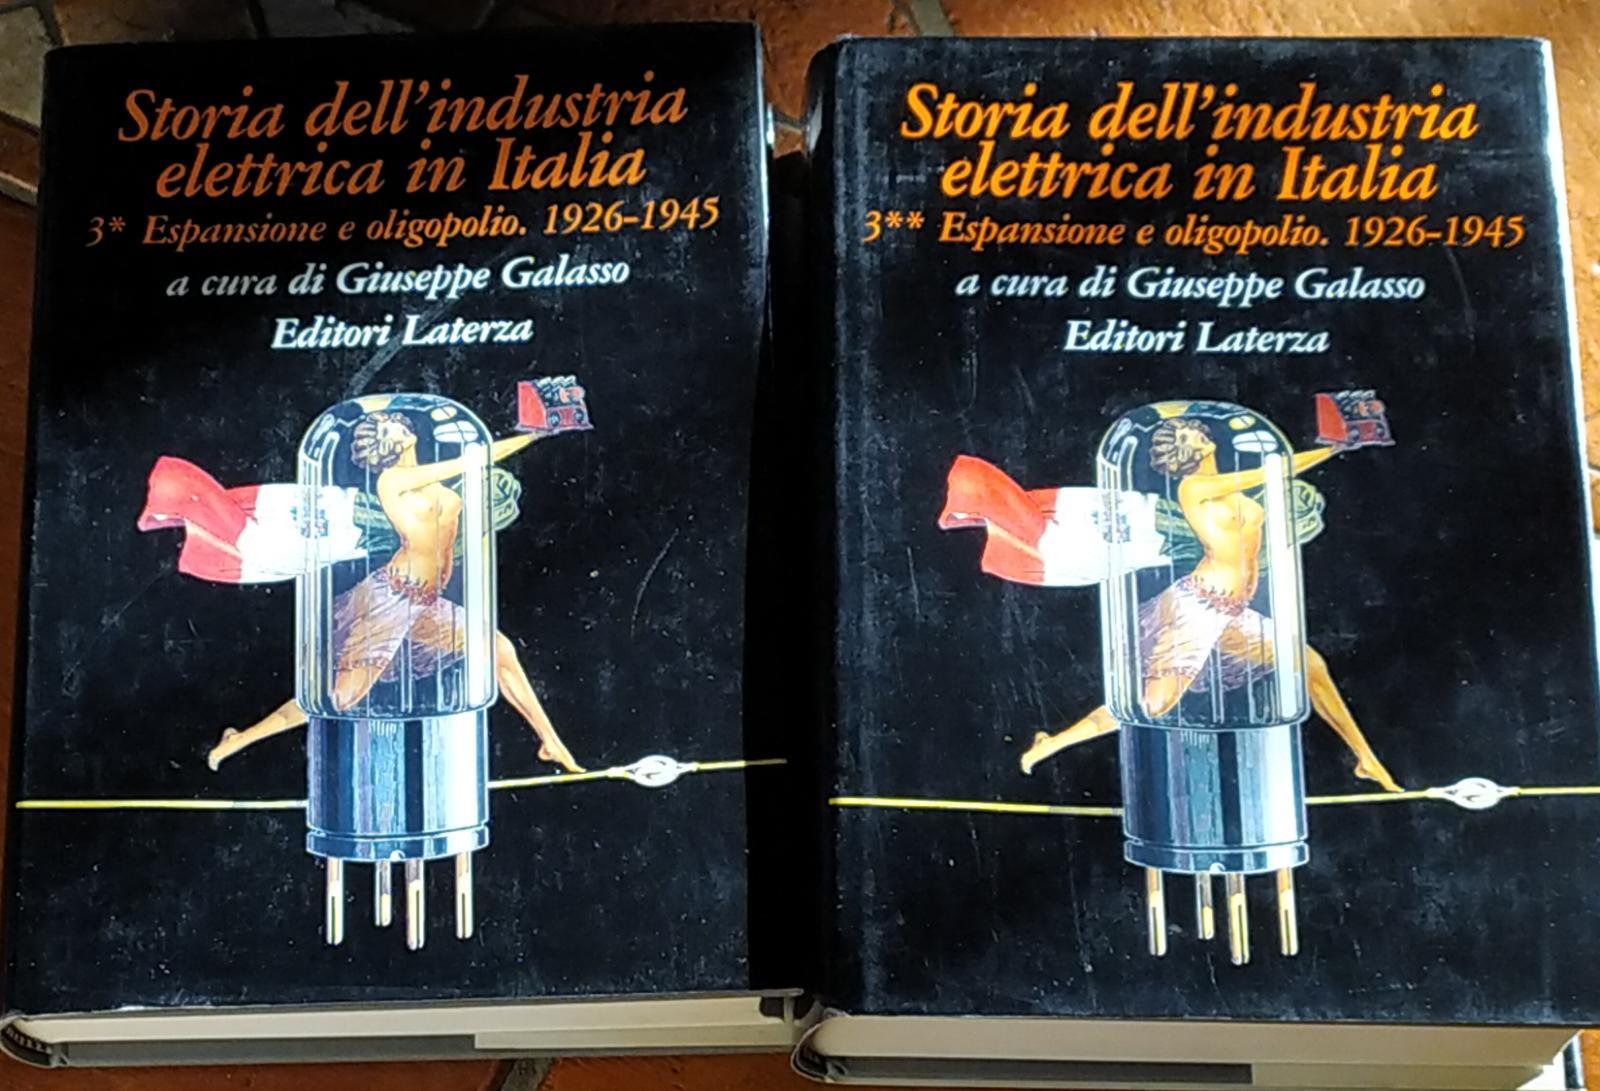 Storia dell'industria
elettrica in Italia
3* Espansione e oligopolio. 1926-1945
a cura di Giuseppe Galasso
Editori Laterza
Storia dell'industria
elettrica in Italia
3** Espansione e oligopolio. 1926-1945
a cura di Giuseppe Galasso
Editori Laterza